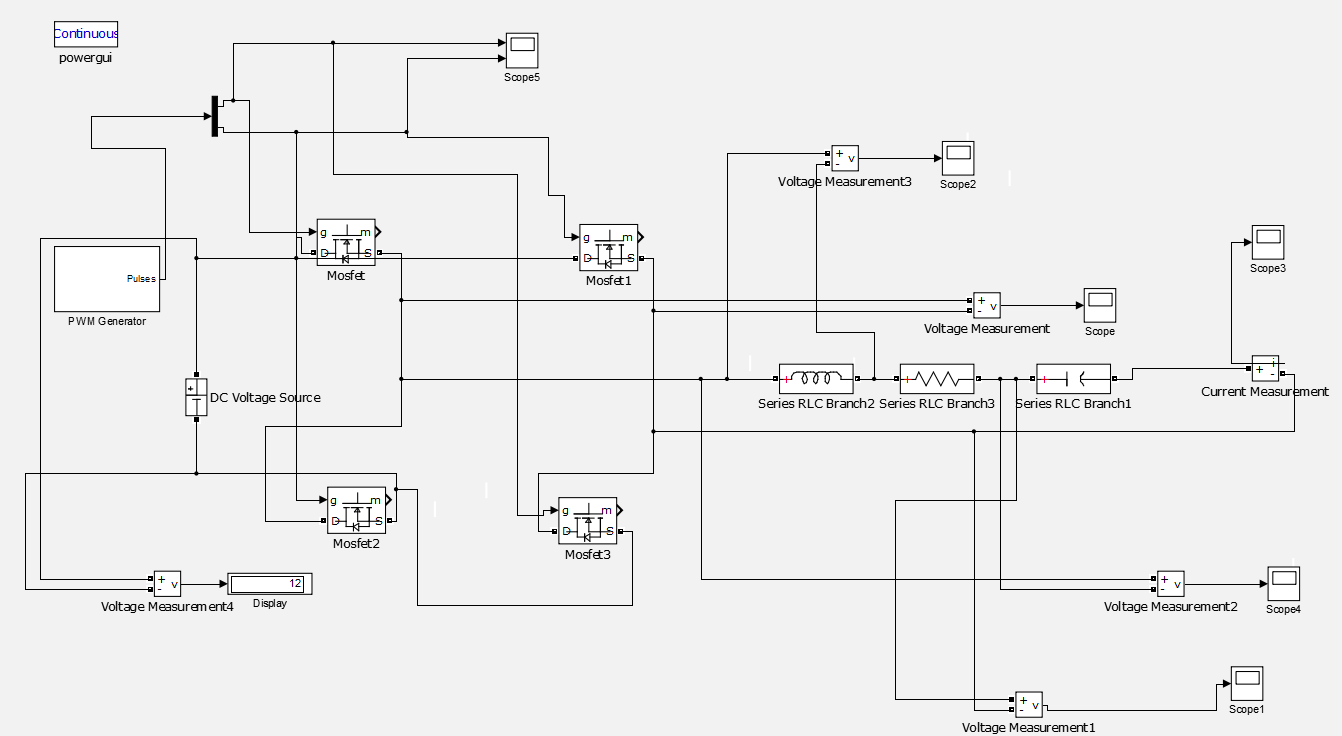 Continuous
powergui
Scope5
+
-
v
Voltage Measurement3
Scope2
g
m
D
S
Mosfet
g
m
D
S
Mosfet1
Scope3
Pulses
PWM Generator
+
-
v
Voltage Measurement
Scope
+
DC Voltage Source
+
Series RLC Branch2
+
Series RLC Branch3
+
Series RLC Branch1
i
+
-
Current Measurement
g
m
D
S
Mosfet2
g
m
D
S
Mosfet3
+
-
v
Voltage Measurement4
12
Display
+
-
v
Voltage Measurement2
Scope4
+
-
v
Voltage Measurement1
Scope1